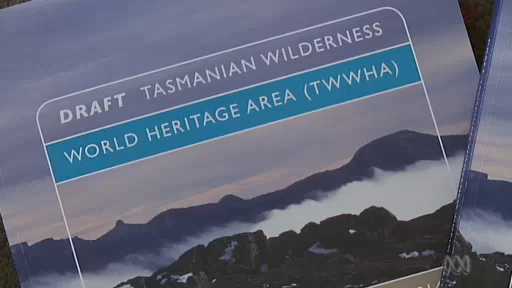 DRAFT TASMANIAN WILDERNESS
WORLD HERITAGE AREA (TWWHA)